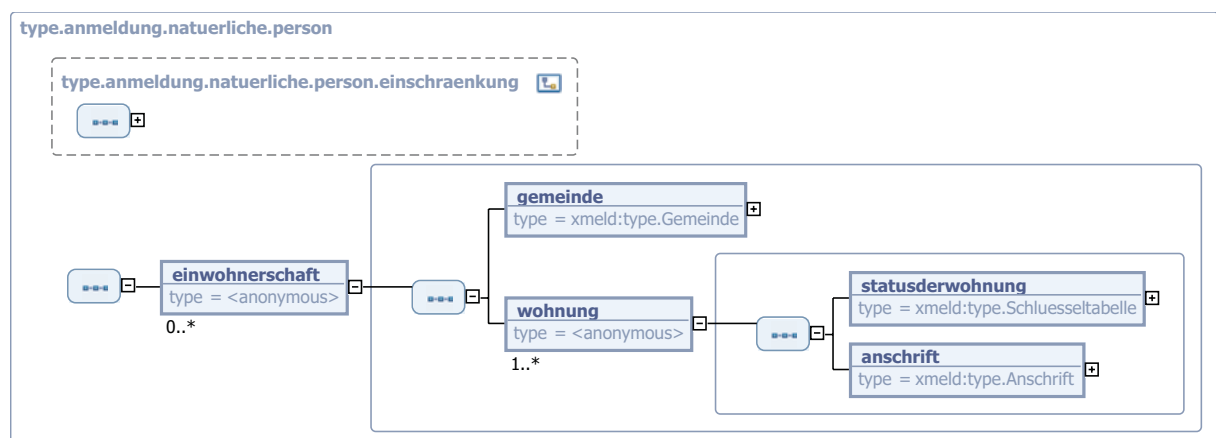 type.anmeldung.natuerliche.person
type.anmeldung.natuerliche.person.einschraenkung
gemeinde
type = xmeld:type.Gemeinde
einwohnerschaft
type = <anonymous>
0..*
wohnung
type = <anonymous>
1..*
statusderwohnung
type = xmeld:type.Schluesseltabelle
anschrift
type = xmeld:type.Anschrift